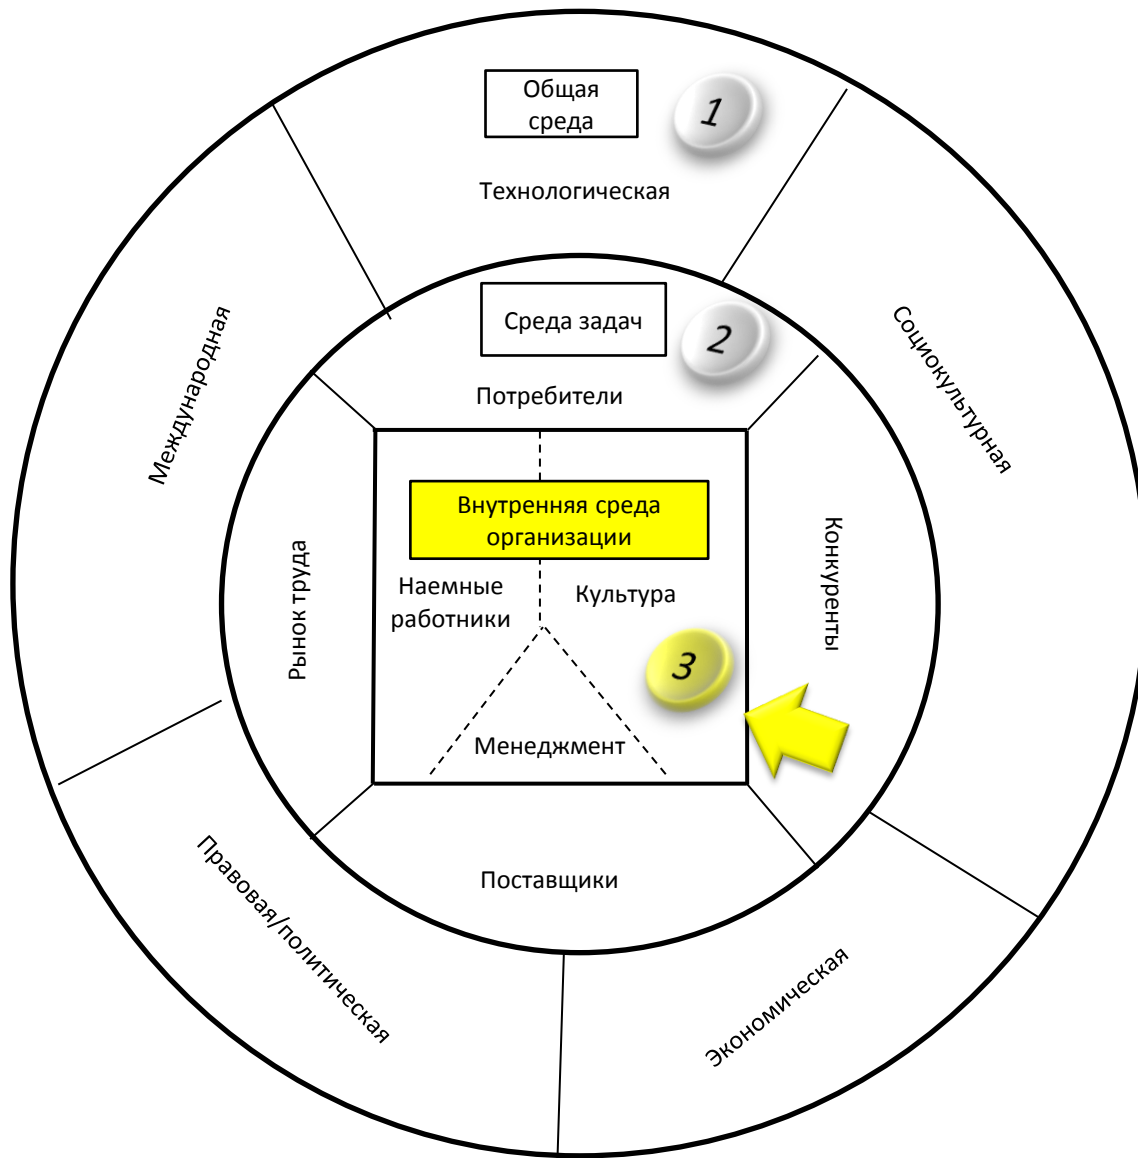 Общая
среда
1
Технологическая
Международная
Социокультурная
Среда задач
2
Потребители
Внутренняя среда
организации
Наемные
работники
Культура
Рынок труда
Конкуренты
3
Менеджмент
Поставщики
Правовая/политическая
Экономическая